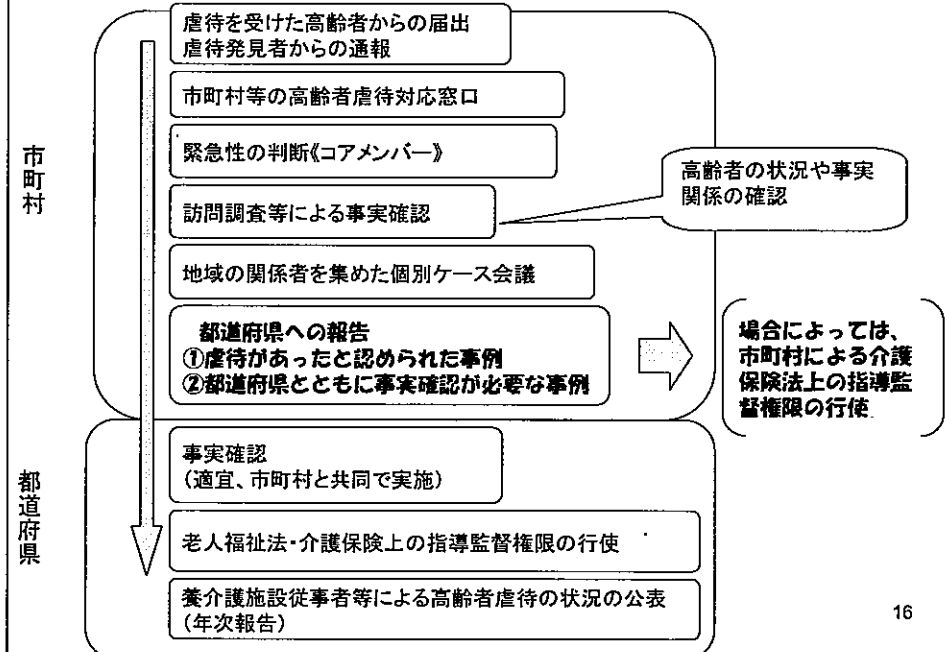 虐待を受けた高齢者からの届出
虐待発見者からの通報
市町村等の高齢者虐待対応窓口
緊急性の判断《コアメンバー》
市町村
高齢者の状況や事実
関係の確認
訪問調査等による事実確認
地域の関係者を集めた個別ケース会議
都道府県への報告
①虐待があったと認められた事例
②都道府県とともに事実確認が必要な事例
場合によっては、
市町村による介護
保険法上の指導監
督権限の行使
都道府県
事実確認
(適宜、市町村と共同で実施)
老人福祉法・介護保険上の指導監督権限の行使
養介護施設従事者等による高齢者虐待の状況の公表
(年次報告)
16